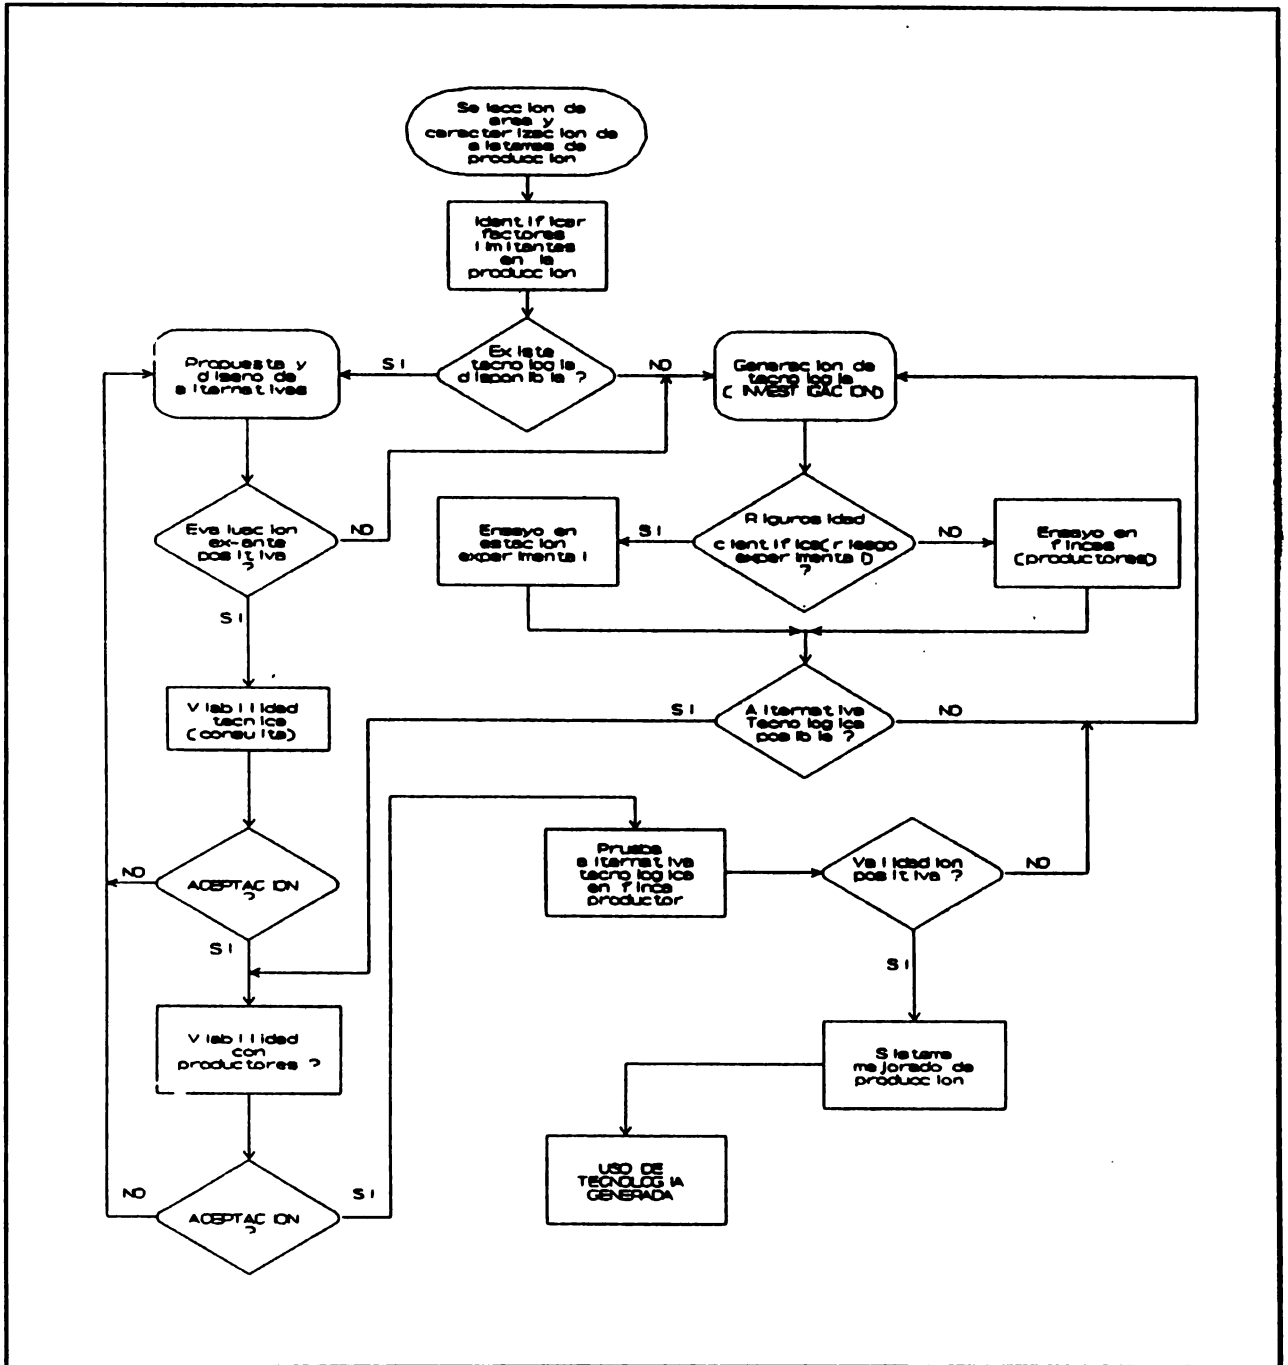 Seleccion de
area y
caracterizacion de
sistemas de
produccion
Identificar
factores
limitantes
en la
produccion
Existe
tecnologia
disponible ?
SI
NO
Propuesta y
diseno de
alternativas
Generacion de
tecnologia
( INVESTIGACION)
Evaluacion
ex-ante
positiva
?
NO
SI
Ensayo en
estacion
experimental
SI
Rigurosidad
cientifica(riesgo
experimental)
?
NO
Ensayo en
fincas
(productores)
Viabilidad
tecnica
(consulta)
SI
Alternativa
Tecnologica
posible ?
NO
NO
ACEPTACION
?
SI
Prueba
alternativa
tecnologica
en finca
productor
Validadion
positiva ?
NO
SI
Viabilidad
con
productores ?
Sistema
mejorado de
produccion
NO
ACEPTACION
?
SI
USO DE
TECNOLOGIA
GENERADA